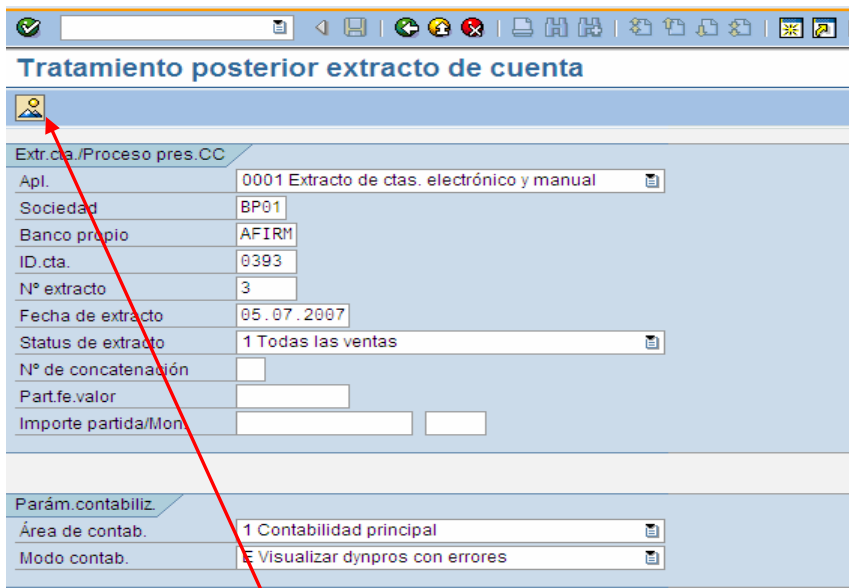 Tratamiento posterior extracto de cuenta
Extr.cta./Proceso pres.CC
Apl. 0001 Extracto de ctas. electrónico y manual
Sociedad BP01
Banco propio AFIRM
ID.cta. 0393
Nº extracto 3
Fecha de extracto 05.07.2007
Status de extracto 1 Todas las ventas
Nº de concatenación
Part.fe.valor
Importe partida/Mon.
Parám.contabiliz.
Área de contab. 1 Contabilidad principal
Modo contab. E Visualizar dynpros con errores